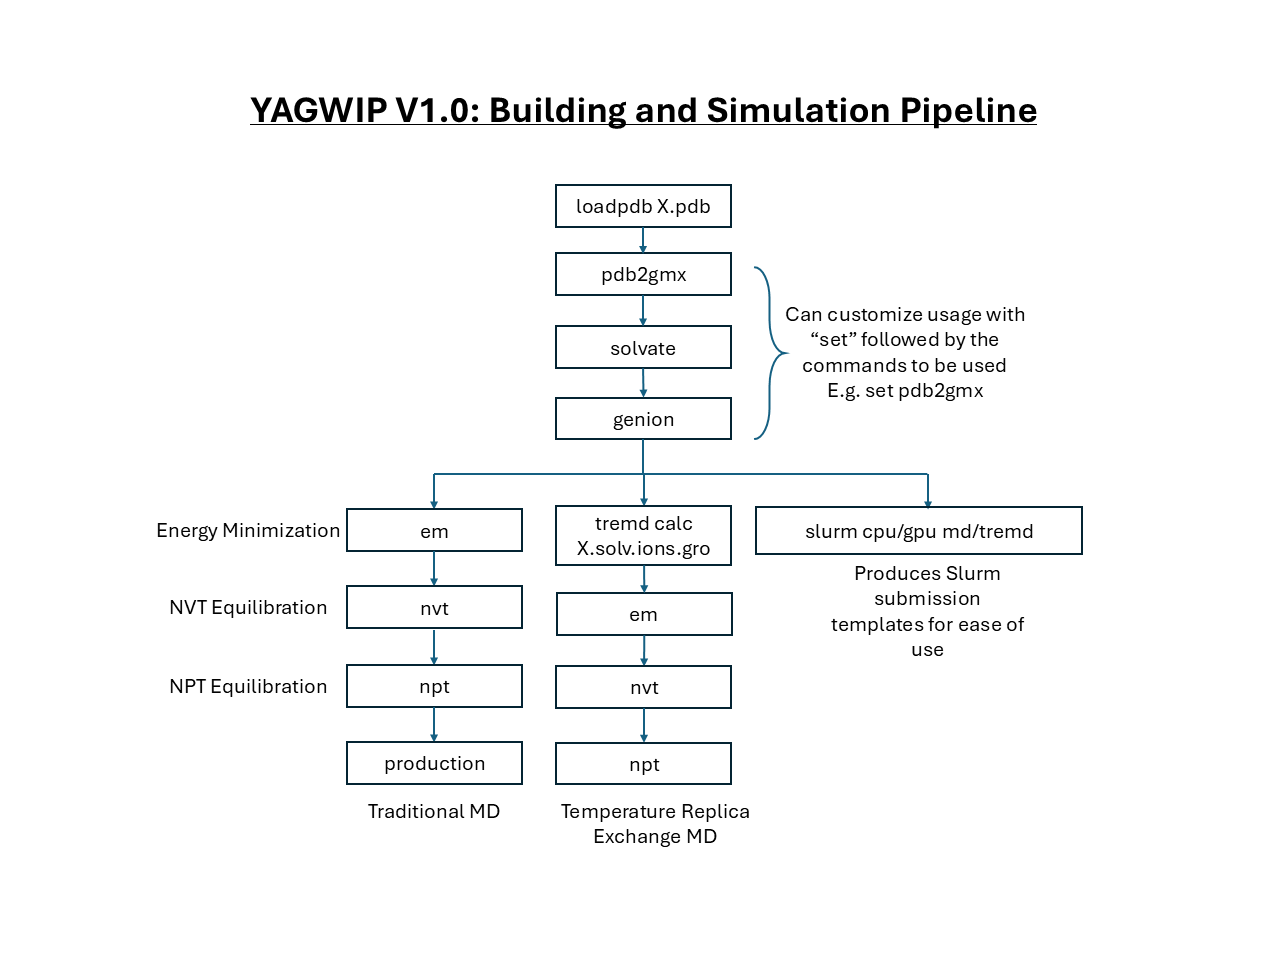 YAGWIP V1.0: Building and Simulation Pipeline
loadpdb X.pdb
pdb2gmx
solvate
genion
Can customize usage with
“set” followed by the
commands to be used
E.g. set pdb2gmx
Energy Minimization
em
NVT Equilibration
nvt
NPT Equilibration
npt
production
Traditional MD
tremd calc
X.solv.ions.gro
em
nvt
npt
Temperature Replica
Exchange MD
slurm cpu/gpu md/tremd
Produces Slurm
submission
templates for ease of
use